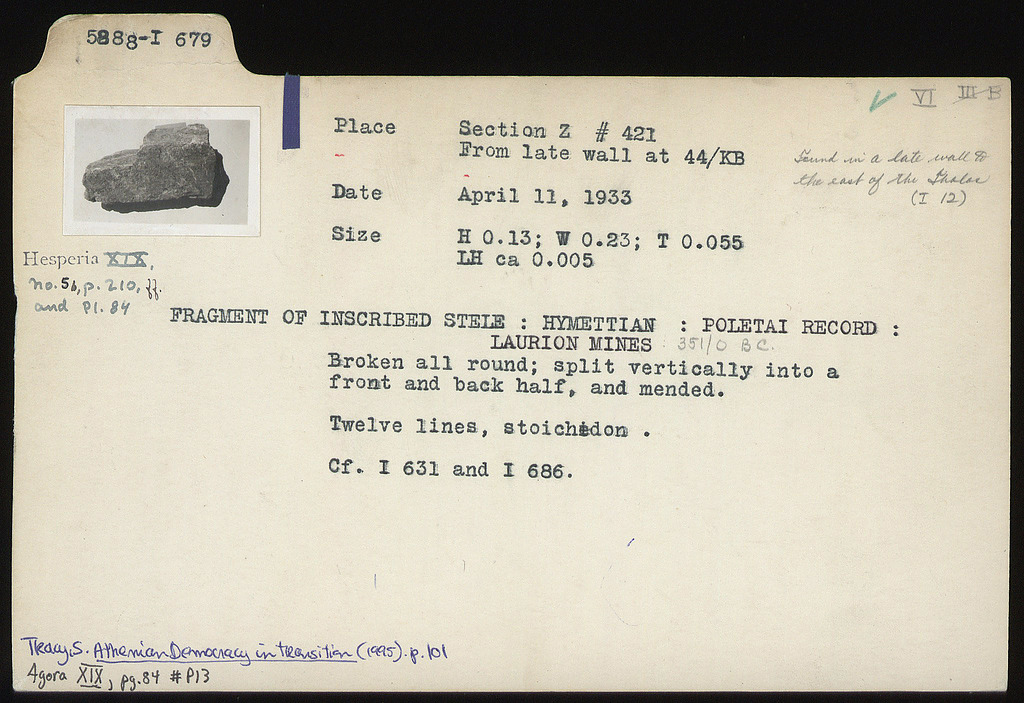 5888-I 679
VI III B
Place Section Z # 421
From late wall at 44/KB
Found in a late wall to
the east of the Tholos
(I 12)
Date April 11, 1933
Size H 0.13; W 0.23; T 0.055
LH ca 0.005
Hesperia XIX,
no. 5b, p. 210, ff.
and Pl. 84
FRAGMENT OF INSCRIBED STELE : HYMETTIAN : POLETAI RECORD :
LAURION MINES 351/0 BC.
Broken all round; split vertically into a
front and back half, and mended.
Twelve lines, stoichedon .
Cf. I 631 and I 686.
Tracy, S. Athenian Democracy in transition (1995). p. 101
Agora XIX, pg. 84 # P13